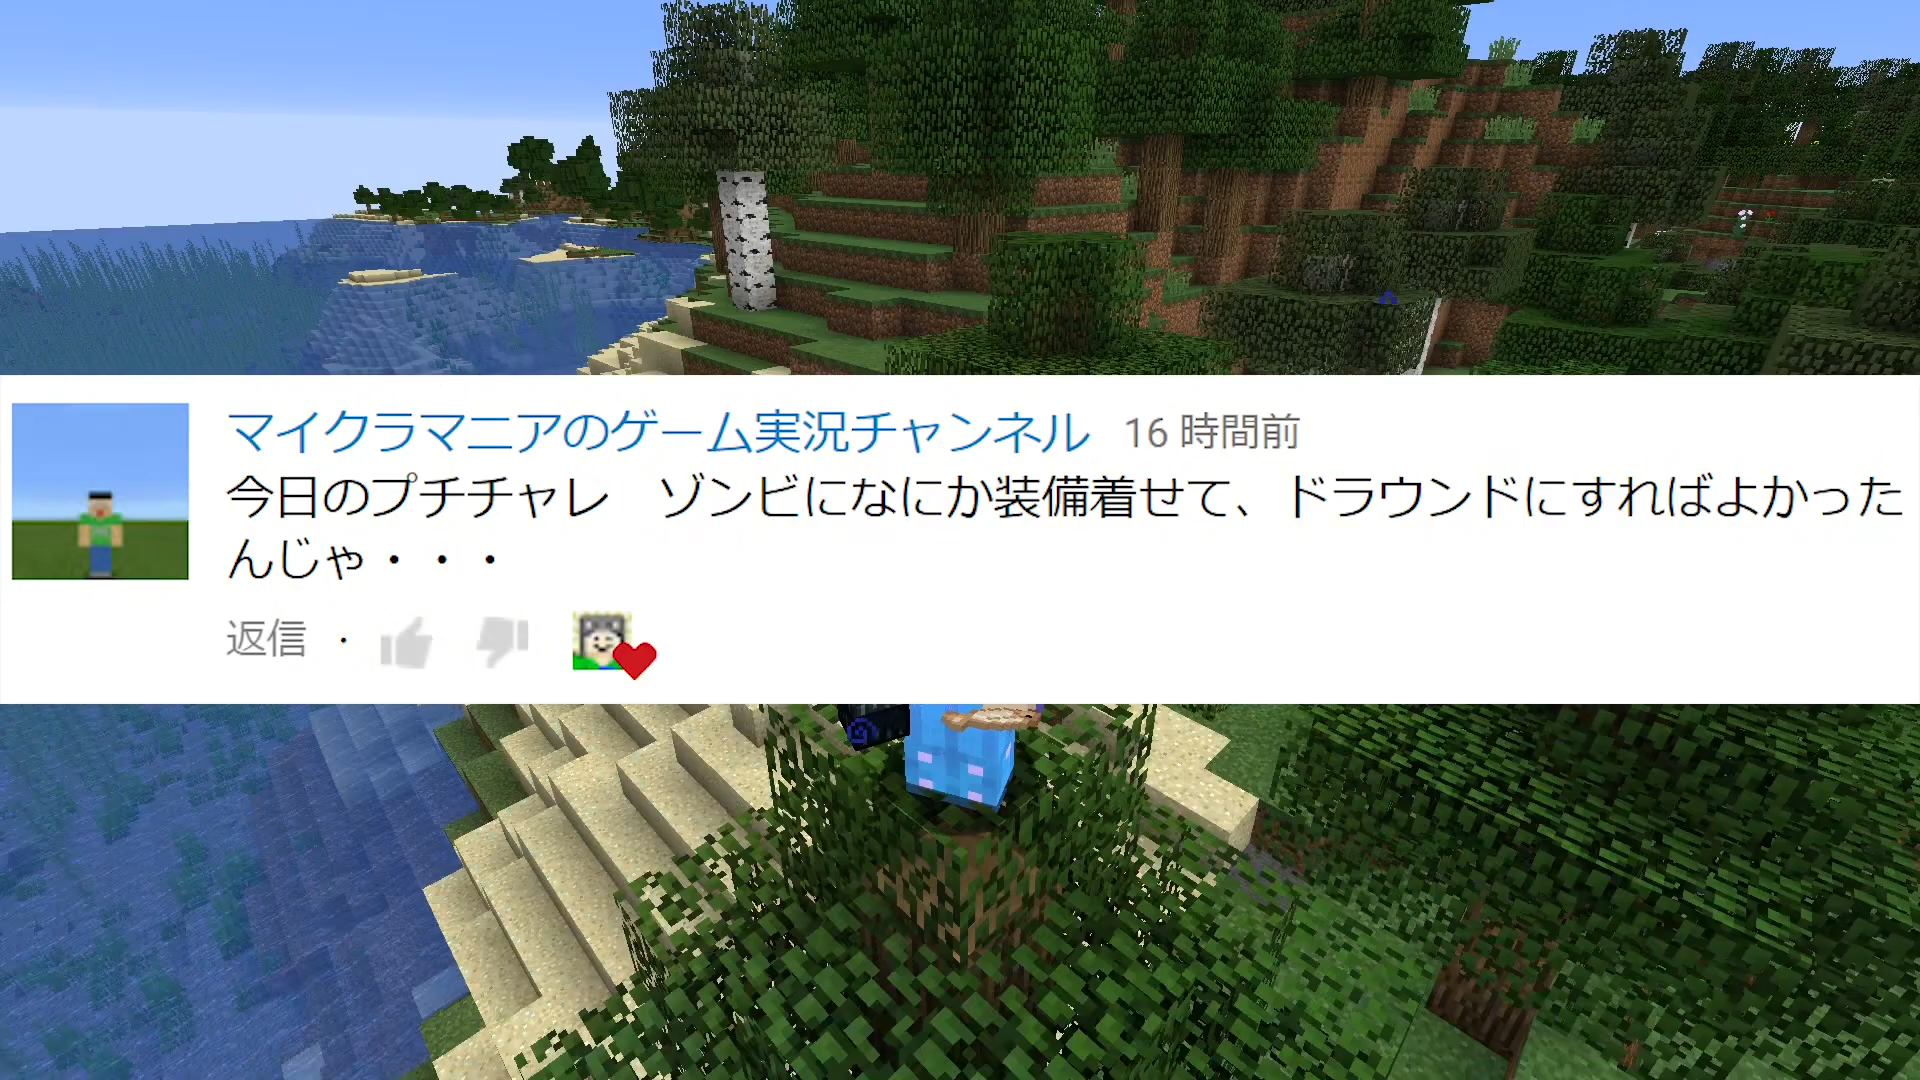 マイクラマニアのゲーム実況チャンネル 16 時間前
今日のプチチャレ　ゾンビになにか装備着せて、ドラウンドにすればよかった
んじゃ・・・
返信 ・